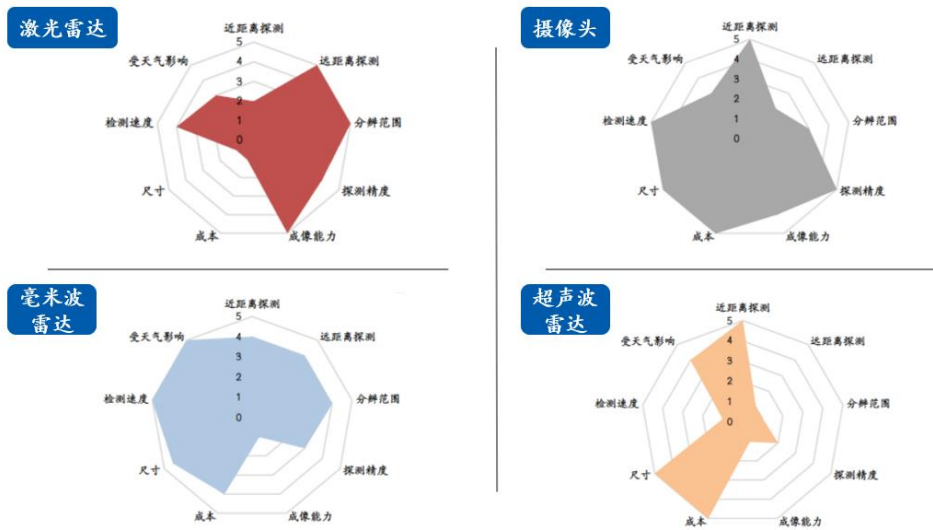 激光雷达
近距离探测
5
远距离探测
4
受天气影响
3
2
检测速度
1
分辨范围
0
尺寸
探测精度
成本
成像能力
摄像头
近距离探测
5
远距离探测
4
受天气影响
3
2
检测速度
1
分辨范围
0
尺寸
探测精度
成本
成像能力
毫米波
雷达
近距离探测
5
受天气影响
4
远距离探测
3
2
检测速度
1
分辨范围
0
尺寸
探测精度
成本
成像能力
超声波
雷达
近距离探测
5
受天气影响
4
远距离探测
3
2
检测速度
1
分辨范围
0
尺寸
探测精度
成本
成像能力